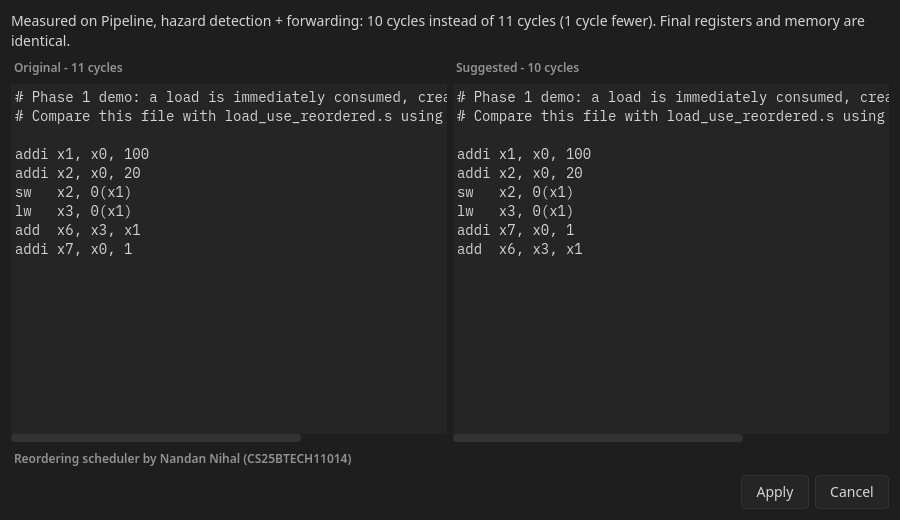 Measured on Pipeline, hazard detection + forwarding: 10 cycles instead of 11 cycles (1 cycle fewer). Final registers and memory are
identical.
Original - 11 cycles
# Phase 1 demo: a load is immediately consumed, crea
# Compare this file with load_use_reordered.s using
addi x1, x0, 100
addi x2, x0, 20
sw   x2, 0(x1)
lw   x3, 0(x1)
add  x6, x3, x1
addi x7, x0, 1
Suggested - 10 cycles
# Phase 1 demo: a load is immediately consumed, crea
# Compare this file with load_use_reordered.s using
addi x1, x0, 100
addi x2, x0, 20
sw   x2, 0(x1)
lw   x3, 0(x1)
addi x7, x0, 1
add  x6, x3, x1
Reordering scheduler by Nandan Nihal (CS25BTECH11014)
Apply
Cancel